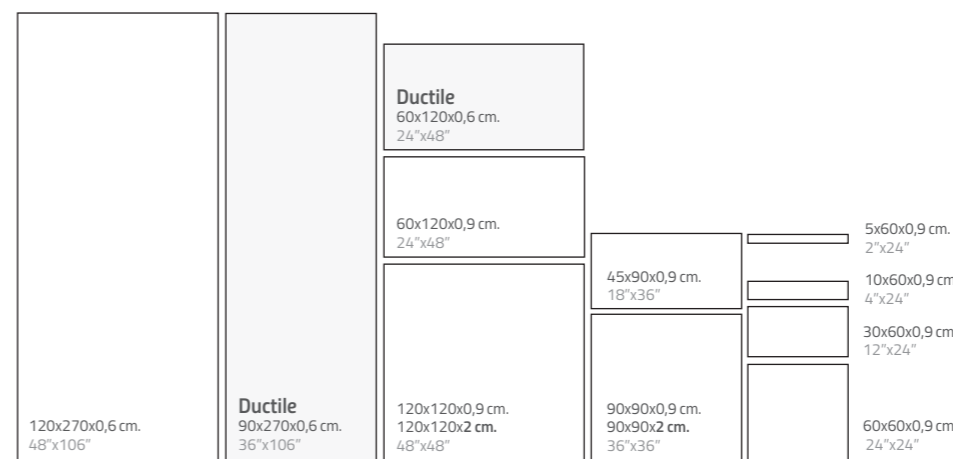 120x270x0,6 cm.
48”x106”
Ductile
90x270x0,6 cm.
36”x106”
Ductile
60x120x0,6 cm.
24”x48”
60x120x0,9 cm.
24”x48”
120x120x0,9 cm.
120x120x2 cm.
48”x48”
45x90x0,9 cm.
18”x36”
90x90x0,9 cm.
90x90x2 cm.
36”x36”
5x60x0,9 cm.
2”x24”
10x60x0,9 cm
4”x24”
30x60x0,9 cm
12”x24”
60x60x0,9 cm
24”x24”